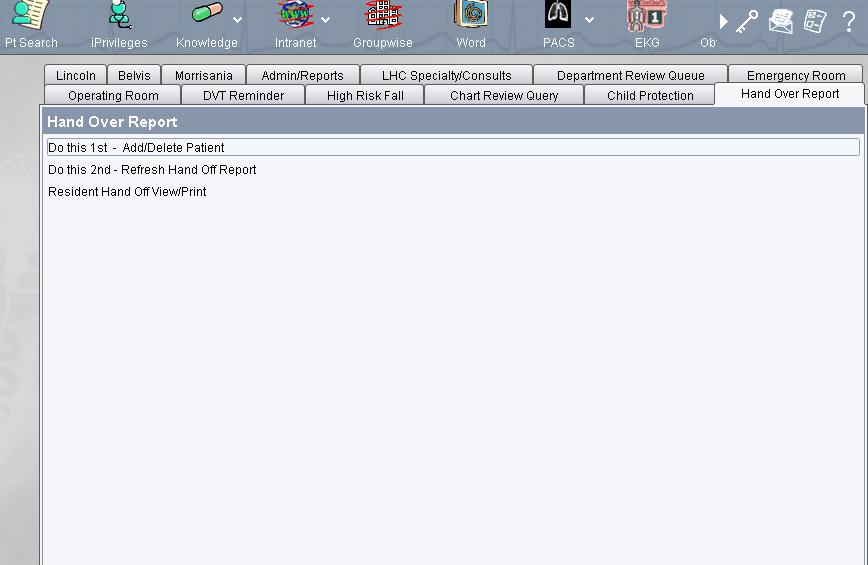 Pt Search iPrivileges Knowledge Intranet Groupwise Word PACS EKG Ob
Lincoln Belvis Morrisania Admin/Reports LHC Specialty/Consults Department Review Queue Emergency Room
Operating Room DVT Reminder High Risk Fall Chart Review Query Child Protection Hand Over Report
Hand Over Report
Do this 1st - Add/Delete Patient
Do this 2nd - Refresh Hand Off Report
Resident Hand Off View/Print